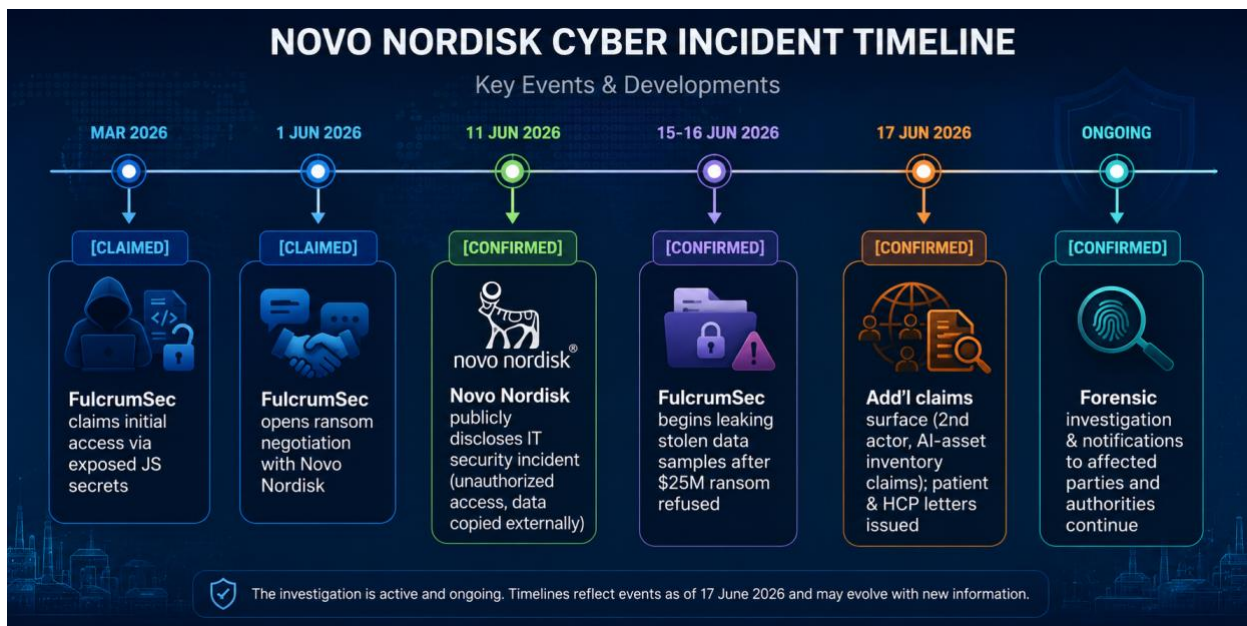 NOVO NORDISK CYBER INCIDENT TIMELINE
Key Events & Developments
MAR 2026
[CLAIMED]
</>
FulcrumSec
claims initial
access via
exposed JS
secrets
1 JUN 2026
[CLAIMED]
FulcrumSec
opens ransom
negotiation
with Novo
Nordisk
11 JUN 2026
[CONFIRMED]
novo nordisk®
Novo Nordisk
publicly
discloses IT
security incident
(unauthorized
access, data
copied externally)
15-16 JUN 2026
[CONFIRMED]
FulcrumSec
begins leaking
stolen data
samples after
$25M ransom
refused
17 JUN 2026
[CONFIRMED]
Add'l claims
surface (2nd
actor, AI-asset
inventory
claims); patient
& HCP letters
issued
ONGOING
[CONFIRMED]
Forensic
investigation
& notifications
to affected
parties and
authorities
continue
The investigation is active and ongoing. Timelines reflect events as of 17 June 2026 and may evolve with new information.